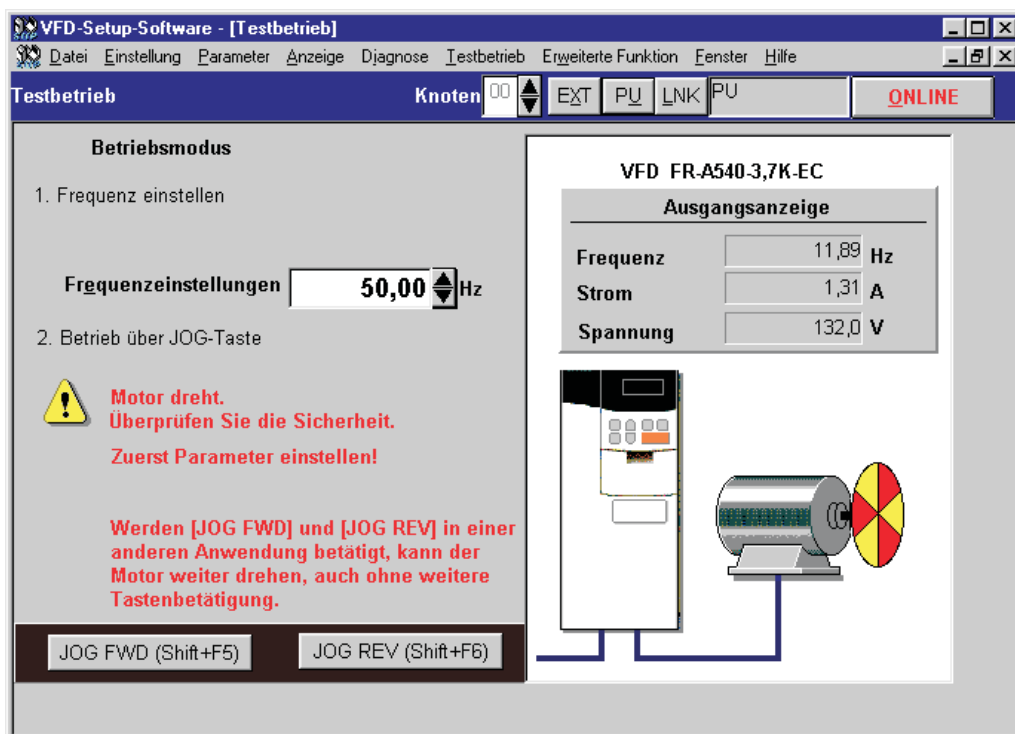 VFD-Setup-Software - [Testbetrieb]
Datei Einstellung Parameter Anzeige Diagnose Testbetrieb Erweiterte Funktion Fenster Hilfe
Testbetrieb Knoten 00 EXT PU LNK PU ONLINE
Betriebsmodus
1. Frequenz einstellen
Frequenzeinstellungen 50,00 Hz
2. Betrieb über JOG-Taste
Motor dreht.
Überprüfen Sie die Sicherheit.
Zuerst Parameter einstellen!
Werden [JOG FWD] und [JOG REV] in einer
anderen Anwendung betätigt, kann der
Motor weiter drehen, auch ohne weitere
Tastenbetätigung.
JOG FWD (Shift+F5) JOG REV (Shift+F6)
VFD FR-A540-3,7K-EC
Ausgangsanzeige
Frequenz 11,89 Hz
Strom 1,31 A
Spannung 132,0 V